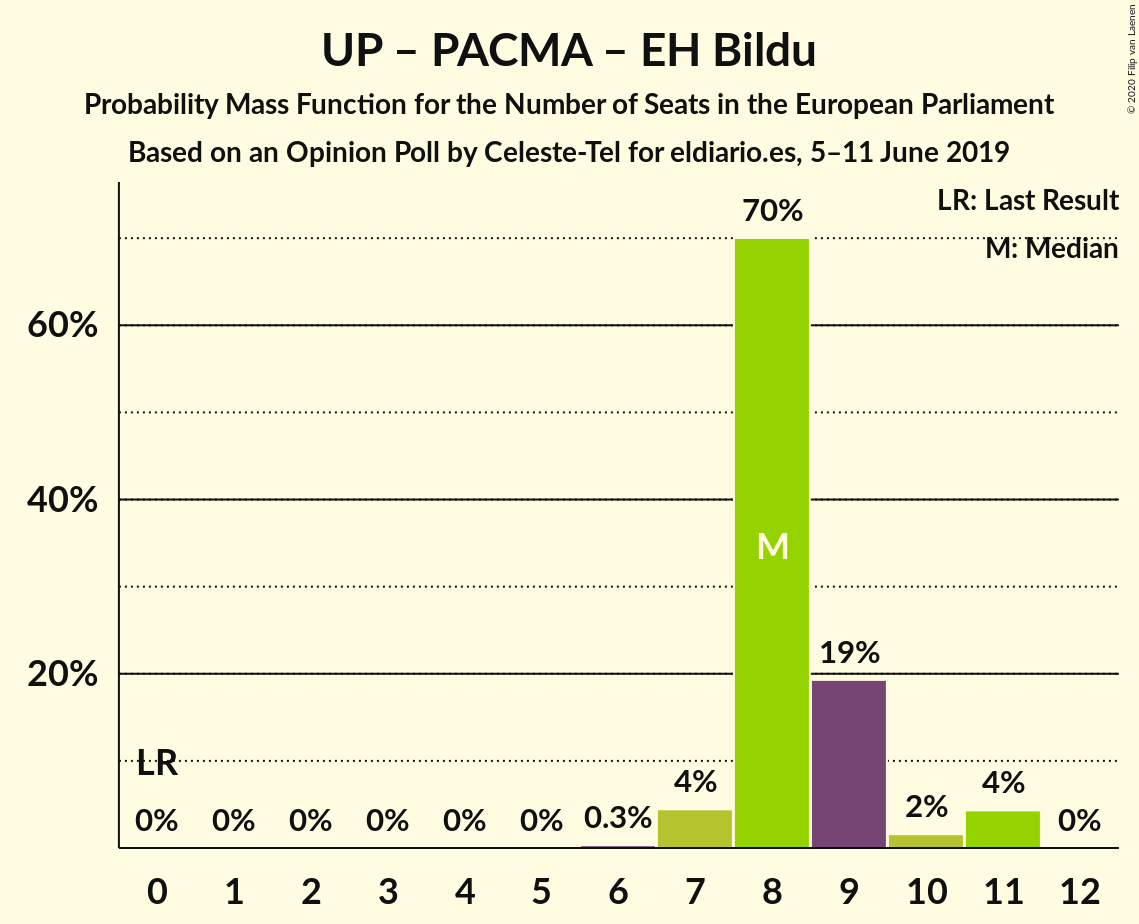 UP – PACMA – EH Bildu
Probability Mass Function for the Number of Seats in the European Parliament
Based on an Opinion Poll by Celeste-Tel for eldiario.es, 5–11 June 2019
© 2020 Filip van Laenen
LR: Last Result
M: Median
60%
40%
20%
70%
M
19%
LR
0% 0% 0% 0% 0% 0% 0.3% 4% 2% 4% 0%
0 1 2 3 4 5 6 7 8 9 10 11 12